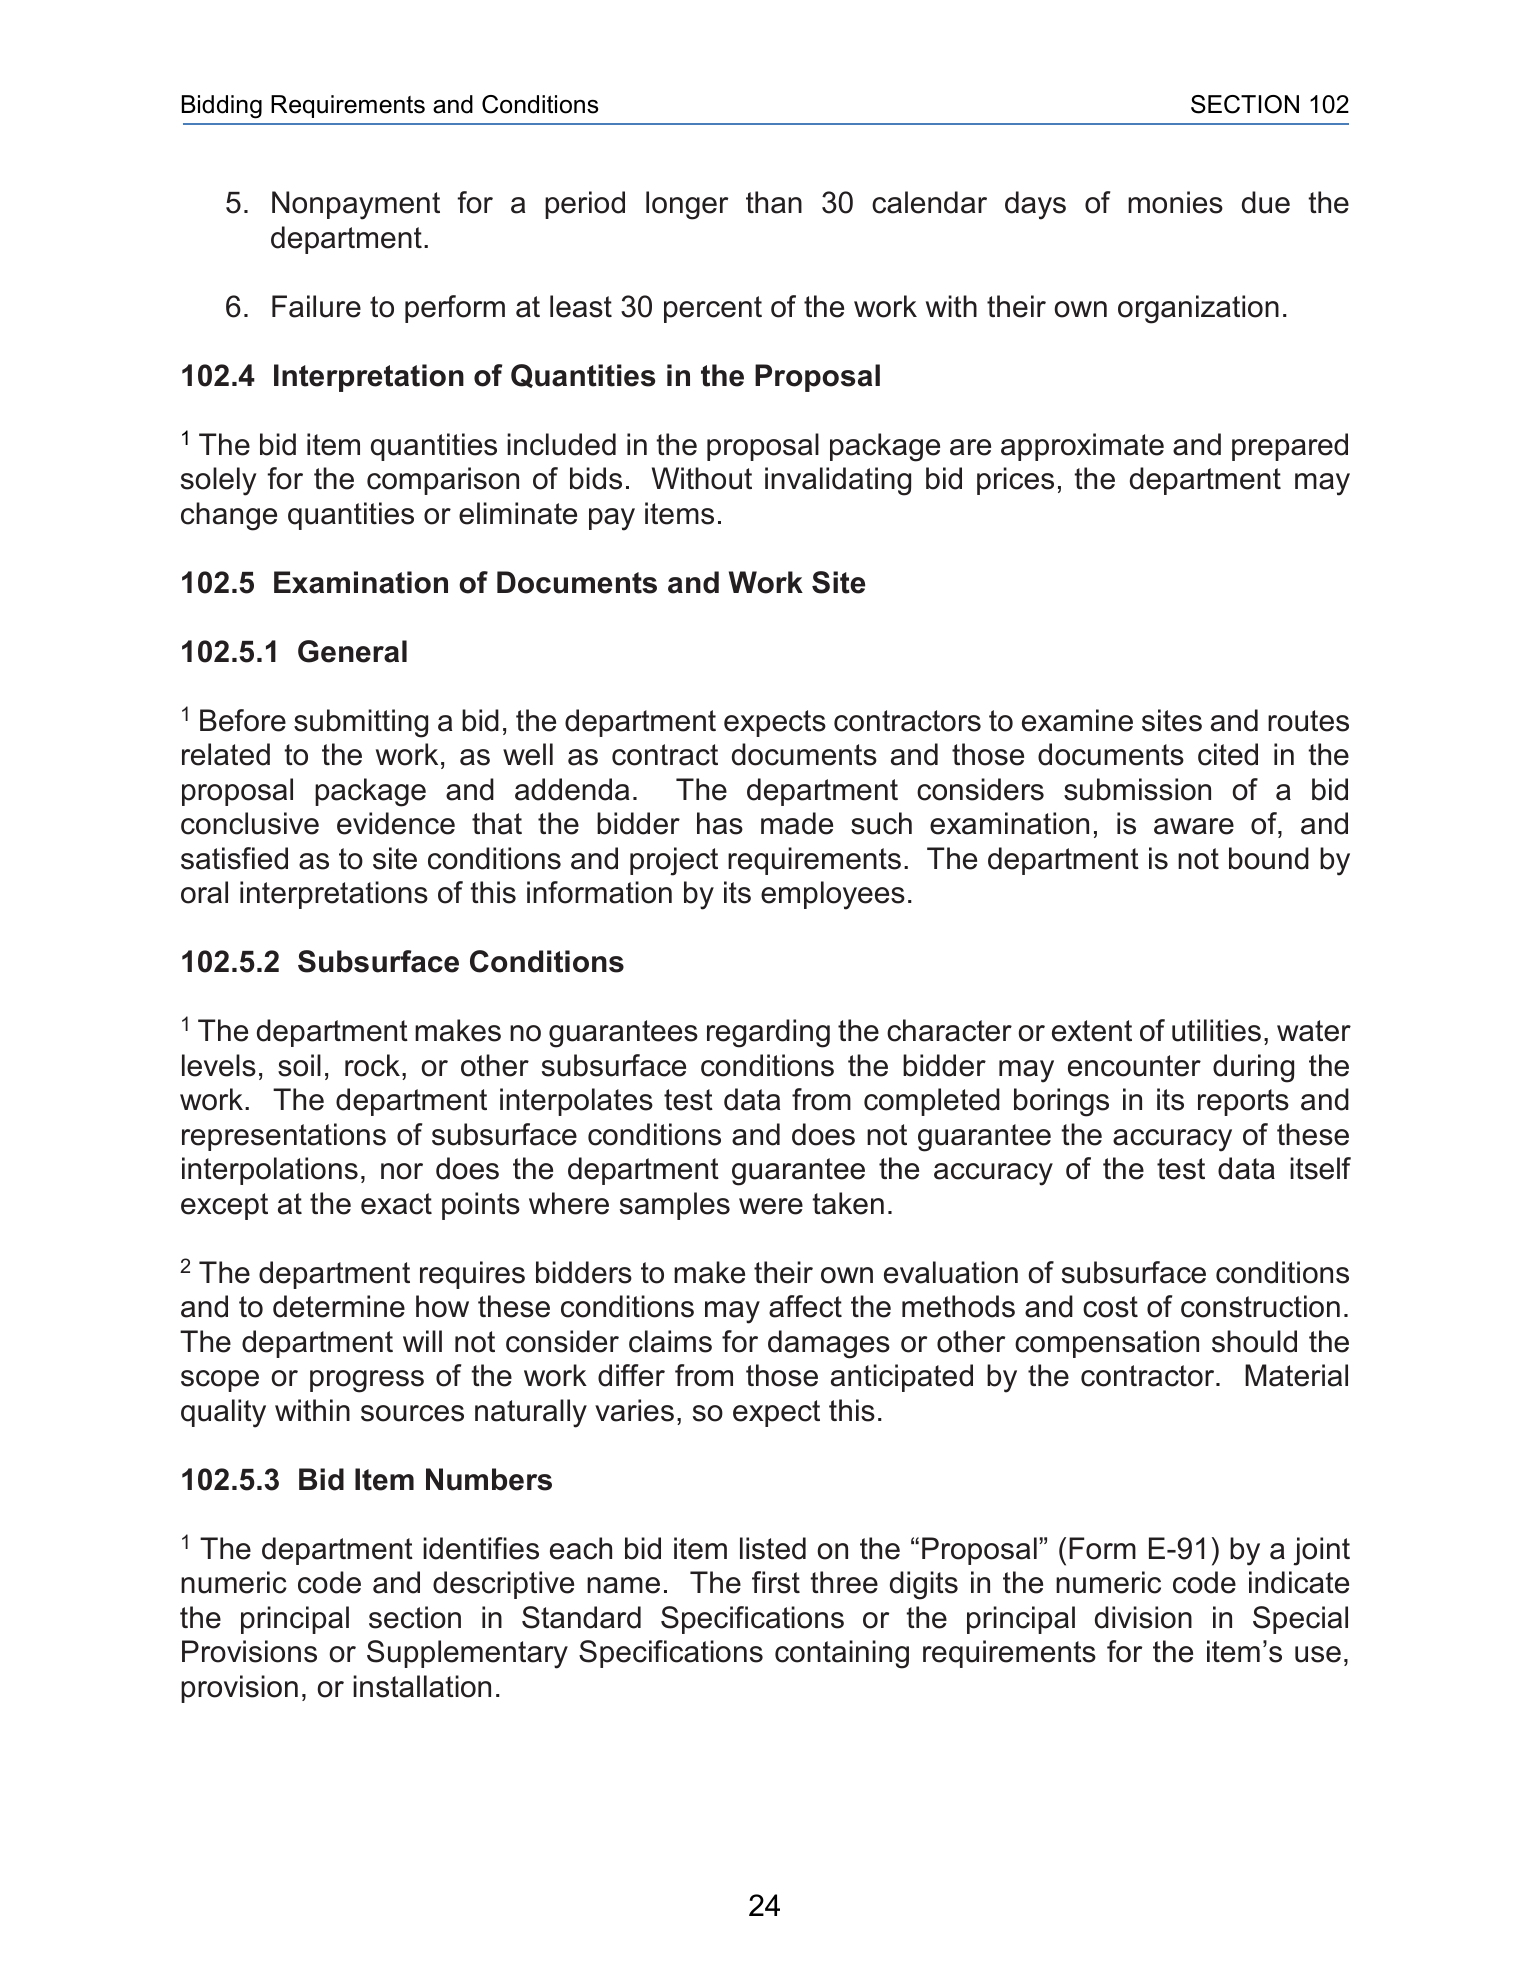 Bidding Requirements and Conditions SECTION 102
5. Nonpayment for a period longer than 30 calendar days of monies due the
department.
6. Failure to perform at least 30 percent of the work with their own organization.
102.4 Interpretation of Quantities in the Proposal
1 The bid item quantities included in the proposal package are approximate and prepared
solely for the comparison of bids. Without invalidating bid prices, the department may
change quantities or eliminate pay items.
102.5 Examination of Documents and Work Site
102.5.1 General
1 Before submitting a bid, the department expects contractors to examine sites and routes
related to the work, as well as contract documents and those documents cited in the
proposal package and addenda. The department considers submission of a bid
conclusive evidence that the bidder has made such examination, is aware of, and
satisfied as to site conditions and project requirements. The department is not bound by
oral interpretations of this information by its employees.
102.5.2 Subsurface Conditions
1 The department makes no guarantees regarding the character or extent of utilities, water
levels, soil, rock, or other subsurface conditions the bidder may encounter during the
work. The department interpolates test data from completed borings in its reports and
representations of subsurface conditions and does not guarantee the accuracy of these
interpolations, nor does the department guarantee the accuracy of the test data itself
except at the exact points where samples were taken.
2 The department requires bidders to make their own evaluation of subsurface conditions
and to determine how these conditions may affect the methods and cost of construction.
The department will not consider claims for damages or other compensation should the
scope or progress of the work differ from those anticipated by the contractor. Material
quality within sources naturally varies, so expect this.
102.5.3 Bid Item Numbers
1 The department identifies each bid item listed on the “Proposal” (Form E-91) by a joint
numeric code and descriptive name. The first three digits in the numeric code indicate
the principal section in Standard Specifications or the principal division in Special
Provisions or Supplementary Specifications containing requirements for the item’s use,
provision, or installation.
24